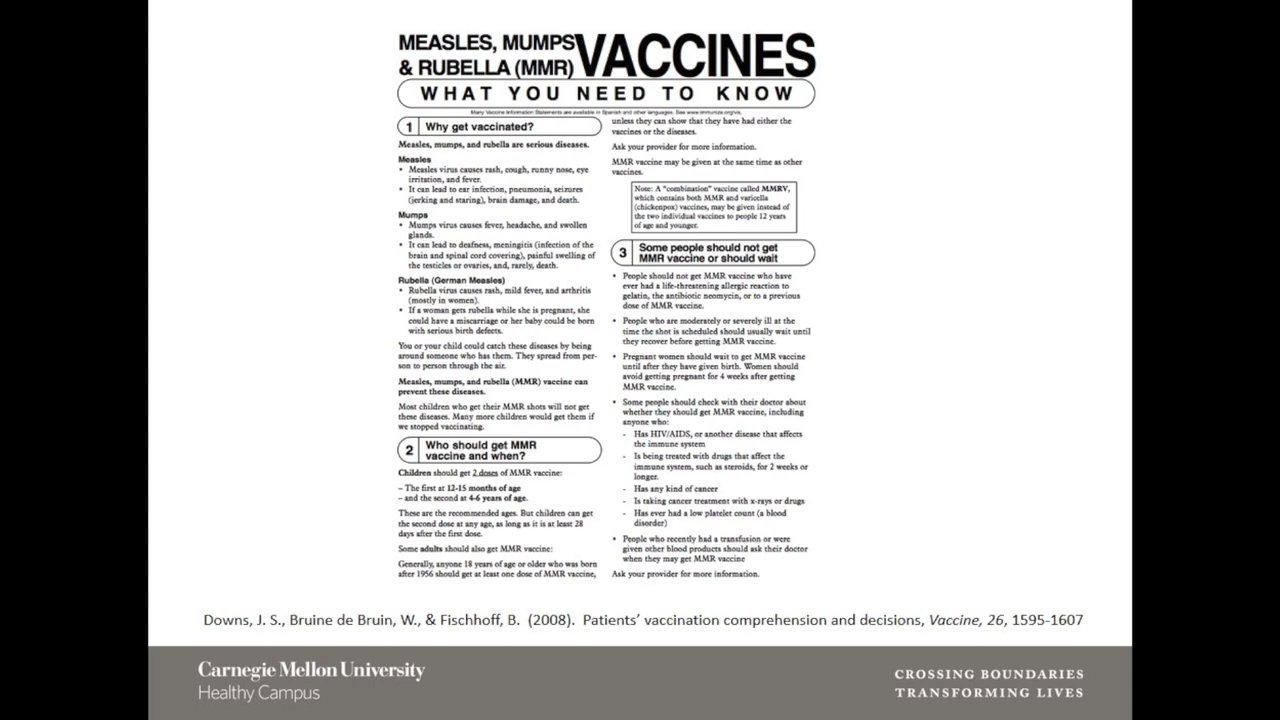 MEASLES, MUMPS
& RUBELLA (MMR)
VACCINES
WHAT YOU NEED TO KNOW
Many Vaccine Information Statements are available in Spanish and other languages. See www.immunize.org/vis.
1 Why get vaccinated?
Measles, mumps, and rubella are serious diseases.
Measles
• Measles virus causes rash, cough, runny nose, eye
irritation, and fever.
• It can lead to ear infection, pneumonia, seizures
(jerking and staring), brain damage, and death.
Mumps
• Mumps virus causes fever, headache, and swollen
glands.
• It can lead to deafness, meningitis (infection of the
brain and spinal cord covering), painful swelling of
the testicles or ovaries, and, rarely, death.
Rubella (German Measles)
• Rubella virus causes rash, mild fever, and arthritis
(mostly in women).
• If a woman gets rubella while she is pregnant, she
could have a miscarriage or her baby could be born
with serious birth defects.
You or your child could catch these diseases by being
around someone who has them. They spread from per-
son to person through the air.
Measles, mumps, and rubella (MMR) vaccine can
prevent these diseases.
Most children who get their MMR shots will not get
these diseases. Many more children would get them if
we stopped vaccinating.
2 Who should get MMR
vaccine and when?
Children should get 2 doses of MMR vaccine:
– The first at 12-15 months of age
– and the second at 4-6 years of age.
These are the recommended ages. But children can get
the second dose at any age, as long as it is at least 28
days after the first dose.
Some adults should also get MMR vaccine:
Generally, anyone 18 years of age or older who was born
after 1956 should get at least one dose of MMR vaccine,
unless they can show that they have had either the
vaccines or the diseases.
Ask your provider for more information.
MMR vaccine may be given at the same time as other
vaccines.
Note: A “combination” vaccine called MMRV,
which contains both MMR and varicella
(chickenpox) vaccines, may be given instead of
the two individual vaccines to people 12 years
of age and younger.
3 Some people should not get
MMR vaccine or should wait
• People should not get MMR vaccine who have
ever had a life-threatening allergic reaction to
gelatin, the antibiotic neomycin, or to a previous
dose of MMR vaccine.
• People who are moderately or severely ill at the
time the shot is scheduled should usually wait until
they recover before getting MMR vaccine.
• Pregnant women should wait to get MMR vaccine
until after they have given birth. Women should
avoid getting pregnant for 4 weeks after getting
MMR vaccine.
• Some people should check with their doctor about
whether they should get MMR vaccine, including
anyone who:
- Has HIV/AIDS, or another disease that affects
the immune system
- Is being treated with drugs that affect the
immune system, such as steroids, for 2 weeks or
longer.
- Has any kind of cancer
- Is taking cancer treatment with x-rays or drugs
- Has ever had a low platelet count (a blood
disorder)
• People who recently had a transfusion or were
given other blood products should ask their doctor
when they may get MMR vaccine
Ask your provider for more information.
Downs, J. S., Bruine de Bruin, W., & Fischhoff, B. (2008). Patients’ vaccination comprehension and decisions, Vaccine, 26, 1595-1607
Carnegie Mellon University
Healthy Campus
CROSSING BOUNDARIES
TRANSFORMING LIVES